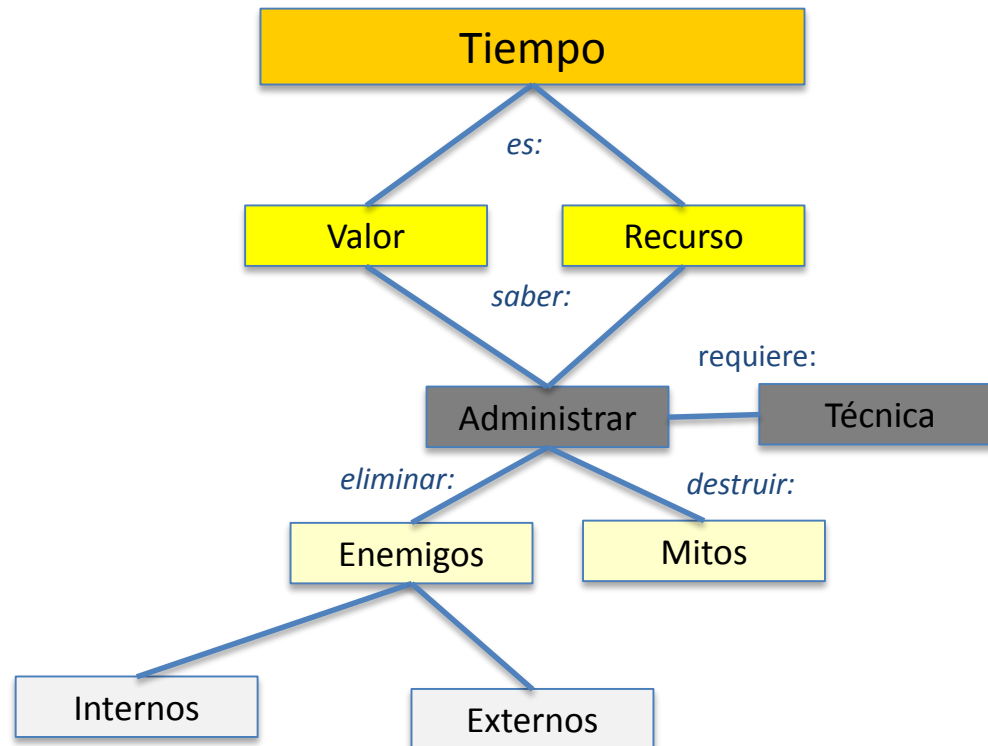 Tiempo
es:
Valor
Recurso
saber:
requiere:
Administrar
Técnica
eliminar:
destruir:
Enemigos
Mitos
Internos
Externos